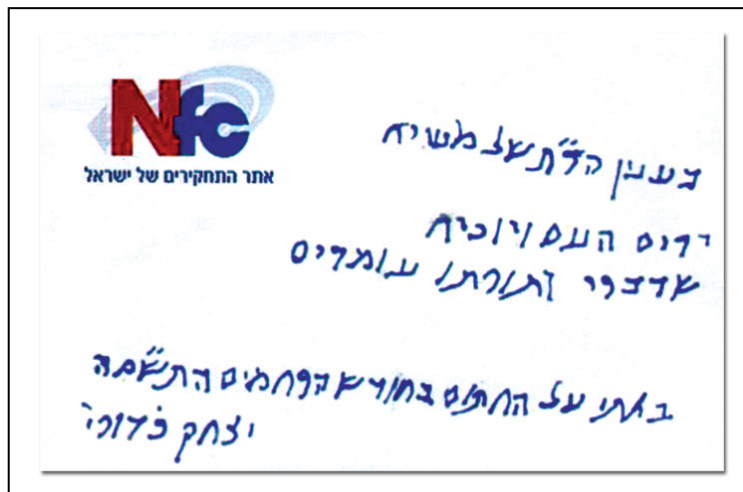 Nfc
אתר התחקירים של ישראל
בענין הר״ת של משיח
ירים העם ויוכיח
שדברו ותורתו עומדים
באתי על החתום בחודש הרחמים התשס״ה
יצחק כדורי